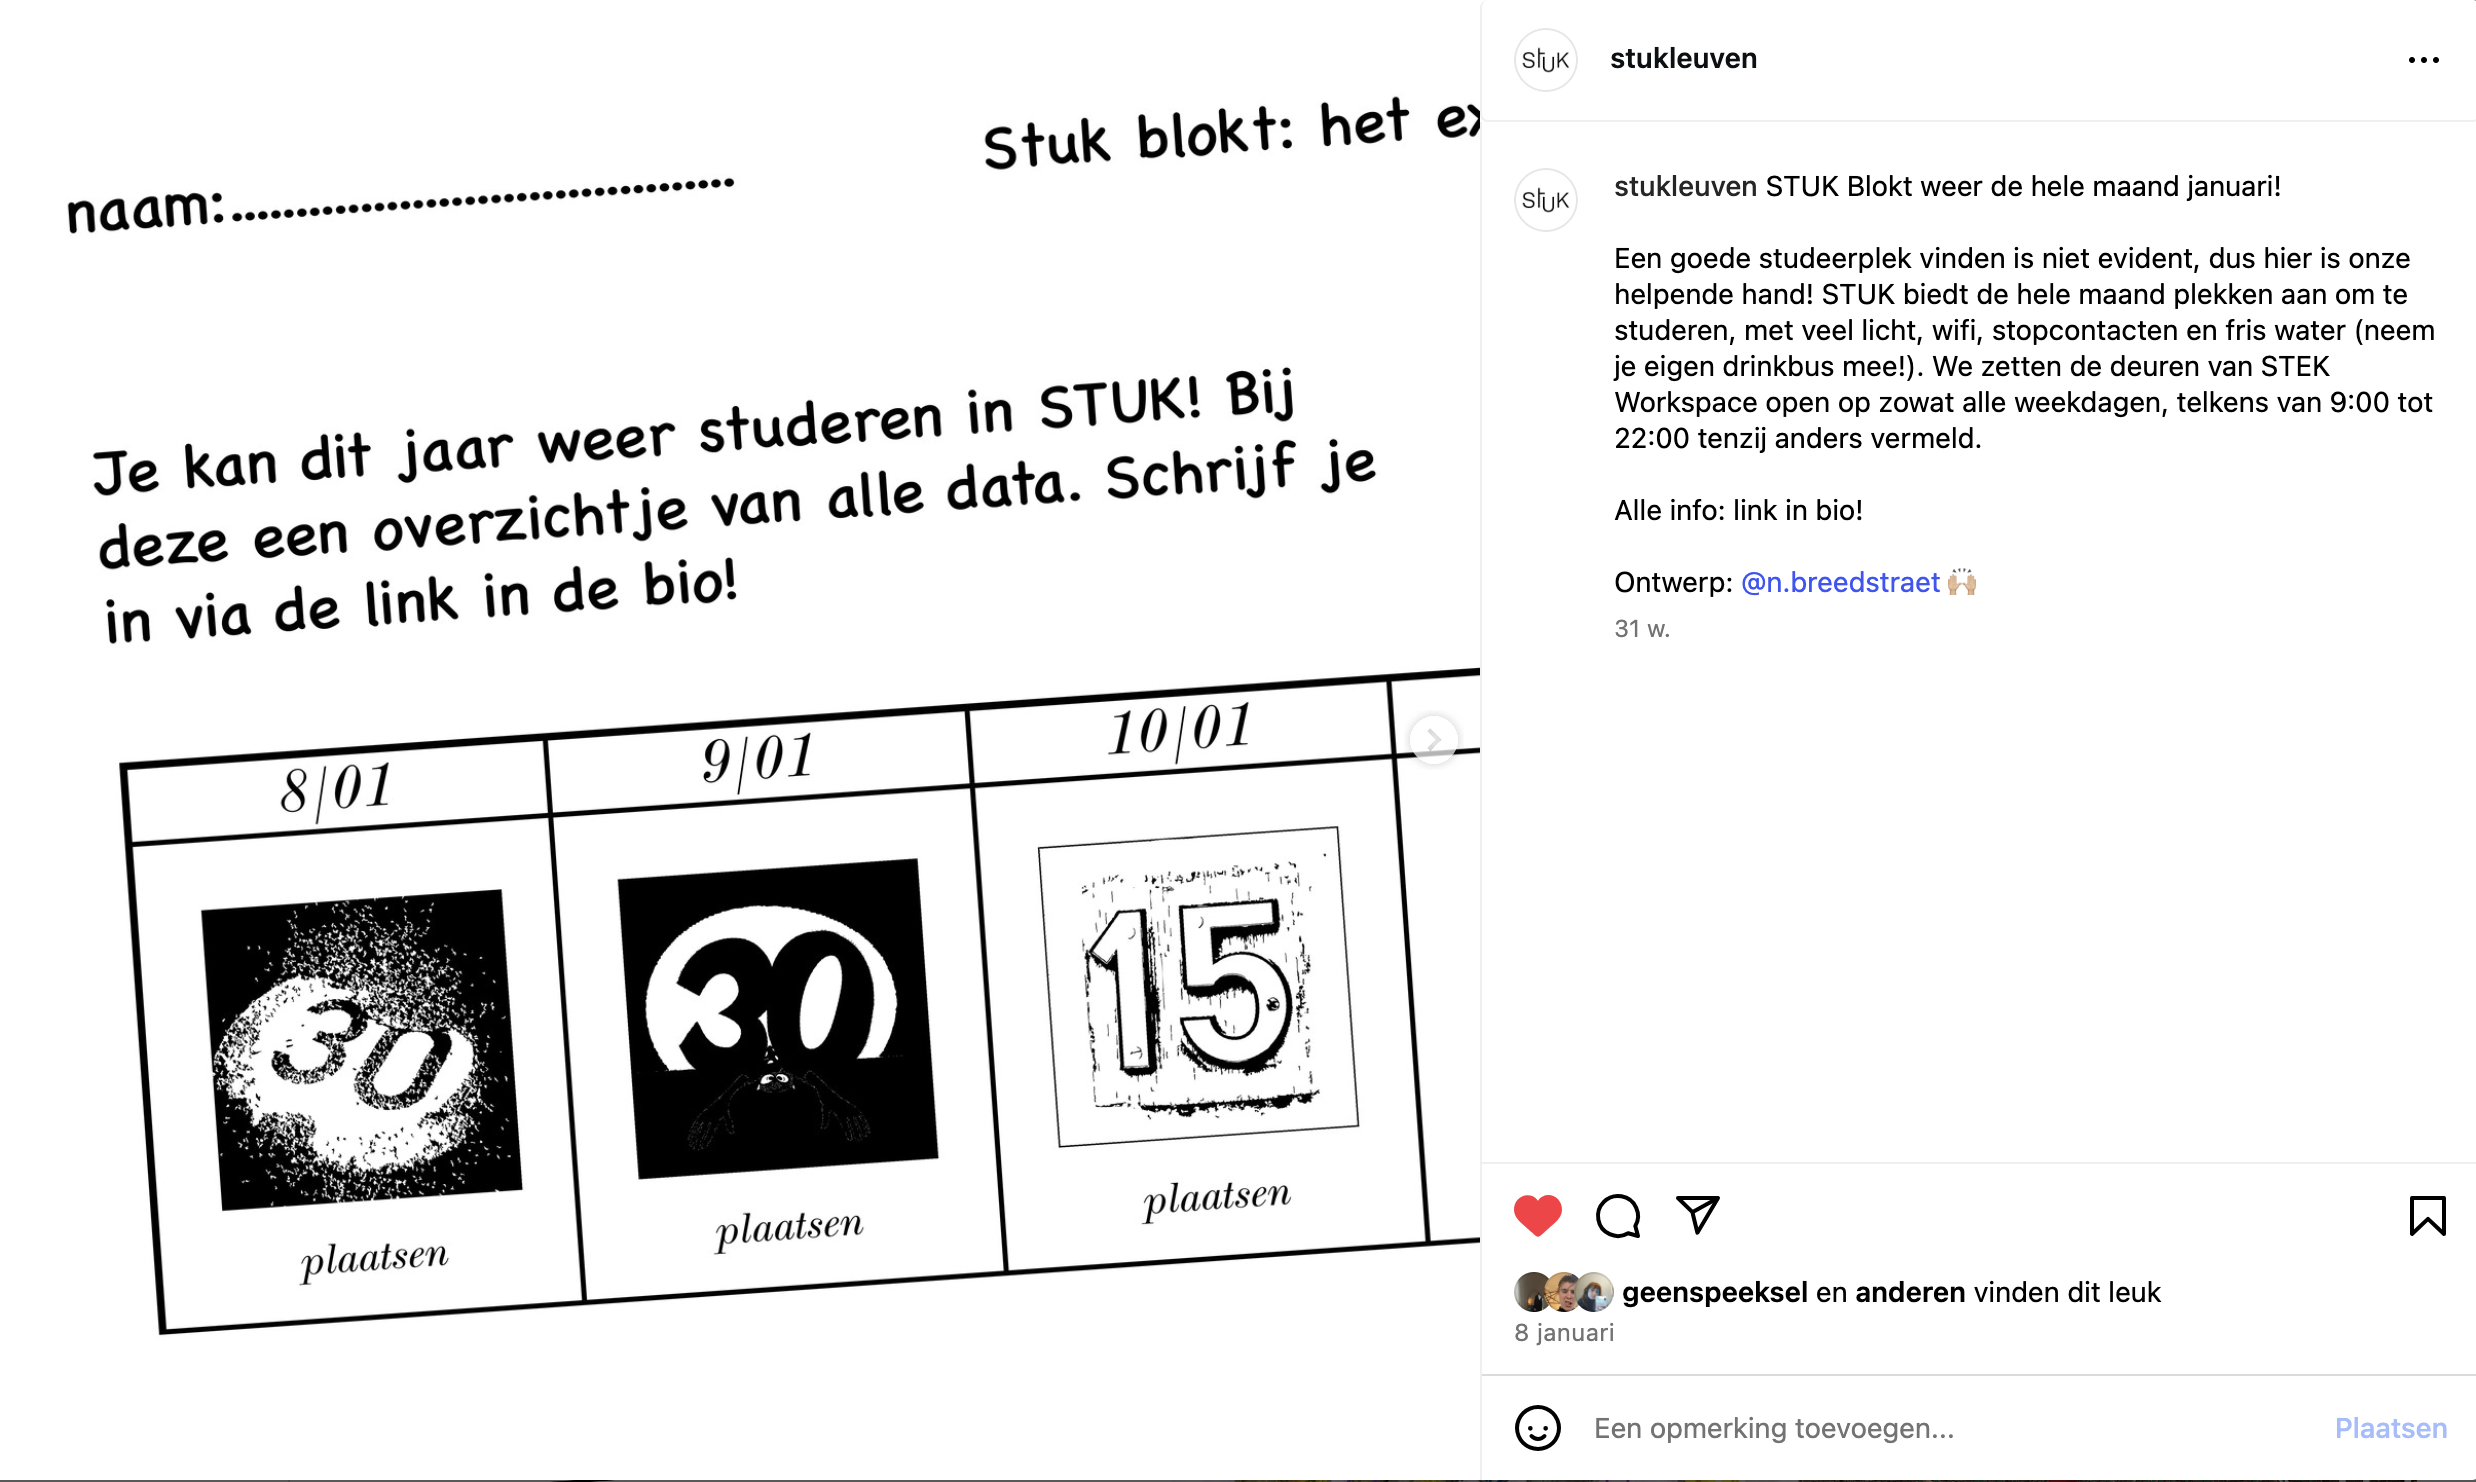 naam:.......................................
Stuk blokt: het ex
Je kan dit jaar weer studeren in STUK! Bij
deze een overzichtje van alle data. Schrijf je
in via de link in de bio!
8|01
9|01
10|01
30
30
15
plaatsen
plaatsen
plaatsen
stuk
stukleuven
stuk
stukleuven STUK Blokt weer de hele maand januari!
Een goede studeerplek vinden is niet evident, dus hier is onze
helpende hand! STUK biedt de hele maand plekken aan om te
studeren, met veel licht, wifi, stopcontacten en fris water (neem
je eigen drinkbus mee!). We zetten de deuren van STEK
Workspace open op zowat alle weekdagen, telkens van 9:00 tot
22:00 tenzij anders vermeld.
Alle info: link in bio!
Ontwerp: @n.breedstraet 🙌🏼
31 w.
geenspeeksel en anderen vinden dit leuk
8 januari
Een opmerking toevoegen...
Plaatsen